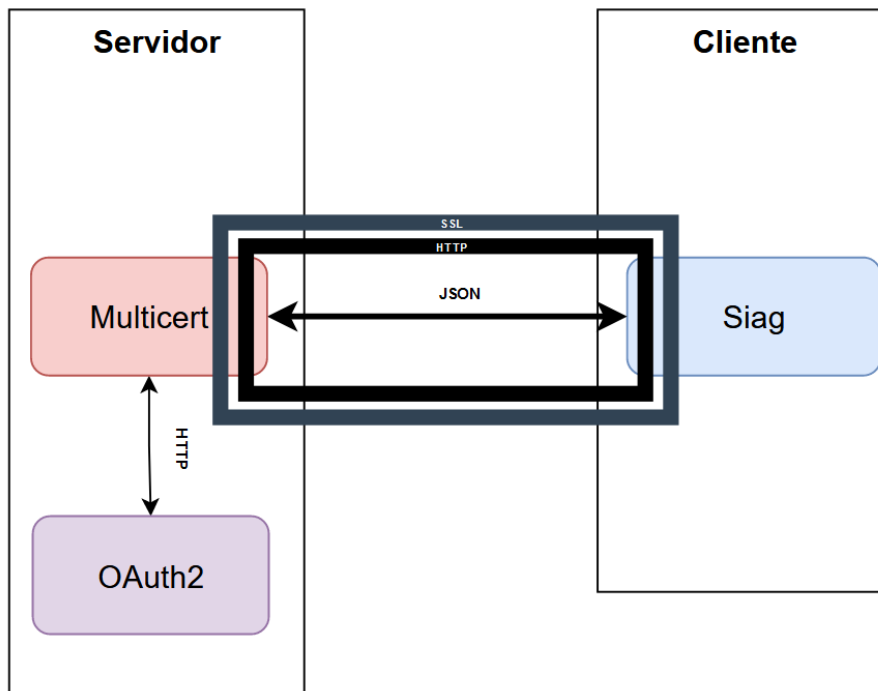 Servidor
Cliente
SSL
HTTP
JSON
Multicert
Siag
HTTP
OAuth2